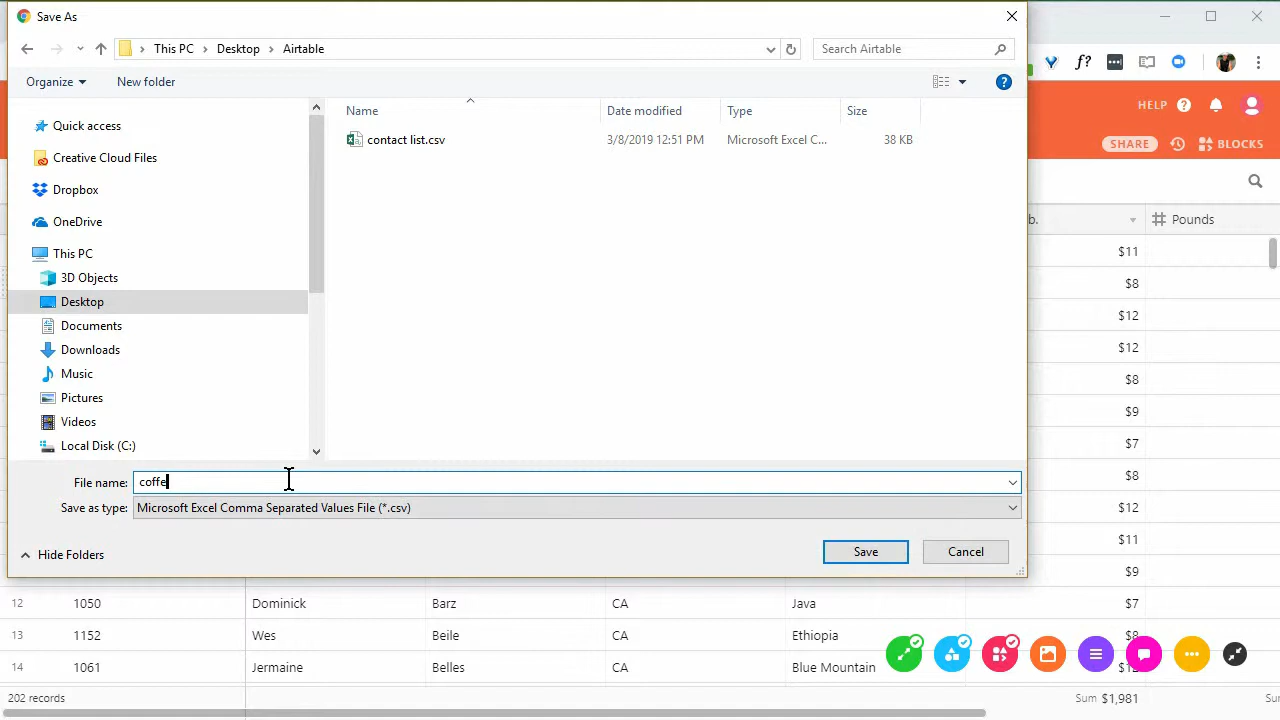 Save As
This PC > Desktop > Airtable
Search Airtable
Organize
New folder
Name
Date modified
Type
Size
Quick access
contact list.csv
3/8/2019 12:51 PM
Microsoft Excel C...
38 KB
Creative Cloud Files
Dropbox
OneDrive
This PC
3D Objects
Desktop
Documents
Downloads
Music
Pictures
Videos
Local Disk (C:)
File name: coffe
Save as type: Microsoft Excel Comma Separated Values File (*.csv)
Hide Folders
Save
Cancel
f?
HELP ?
SHARE
BLOCKS
b.
Pounds
$11
$8
$12
$12
$8
$9
$7
$8
$12
$11
$9
12 1050 Dominick Barz CA Java $7
13 1152 Wes Beile CA Ethiopia $8
14 1061 Jermaine Belles CA Blue Mountain
202 records
Sum $1,981